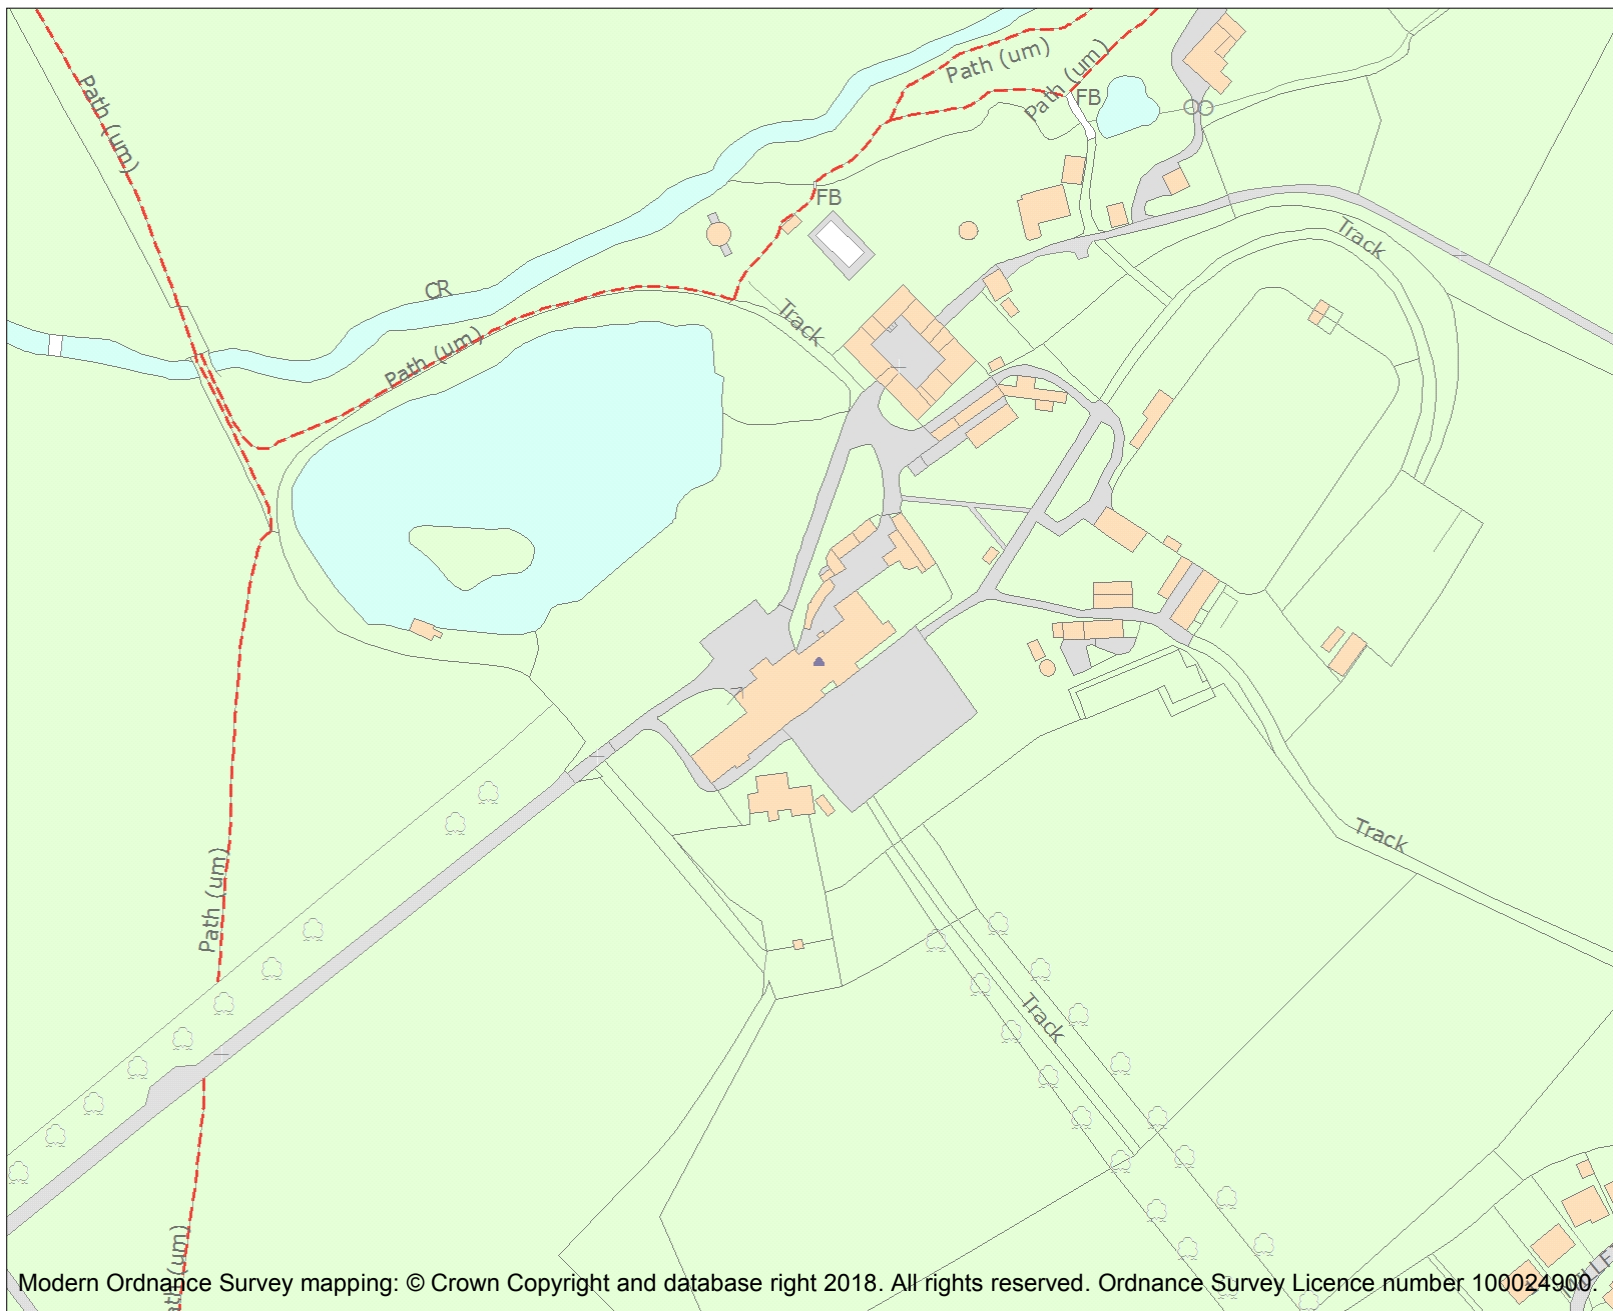 Path (um)
Path (um)
Path (um)
FB
FB
Track
CR
Track
Path (um)
Track
Path (um)
Track
Modern Ordnance Survey mapping: © Crown Copyright and database right 2018. All rights reserved. Ordnance Survey Licence number 100024900.